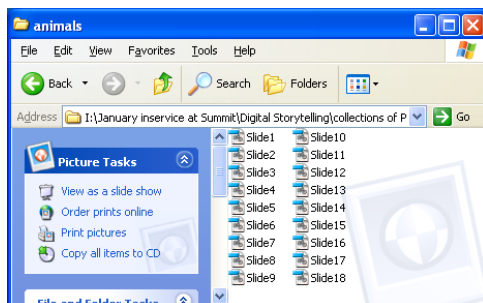 animals
File Edit View Favorites Tools Help
Back Search Folders
Address I:\January inservice at Summit\Digital Storytelling\collections of P Go
Picture Tasks
View as a slide show
Order prints online
Print pictures
Copy all items to CD
File and Folder Tasks
Slide1 Slide10
Slide2 Slide11
Slide3 Slide12
Slide4 Slide13
Slide5 Slide14
Slide6 Slide15
Slide7 Slide16
Slide8 Slide17
Slide9 Slide18